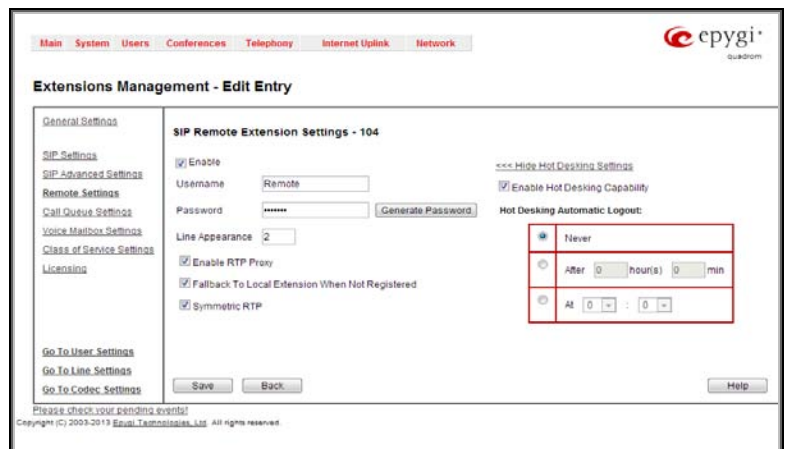 Main System Users Conferences Telephony Internet Uplink Network
epygi
quadrom
Extensions Management - Edit Entry
General Settings
SIP Settings
SIP Advanced Settings
Remote Settings
Call Queue Settings
Voice Mailbox Settings
Class of Service Settings
Licensing
Go To User Settings
Go To Line Settings
Go To Codec Settings
SIP Remote Extension Settings - 104
Enable
Username Remote
Password ••••••• Generate Password
Line Appearance 2
Enable RTP Proxy
Fallback To Local Extension When Not Registered
Symmetric RTP
<<< Hide Hot Desking Settings
Enable Hot Desking Capability
Hot Desking Automatic Logout:
Never
After 0 hour(s) 0 min
At 0 : 0
Save Back Help
Please check your pending events!
Copyright (C) 2003-2013 Epygi Technologies, Ltd. All rights reserved.